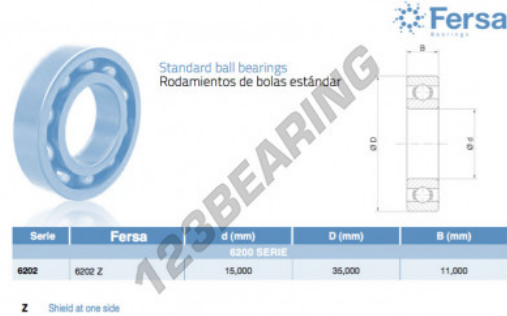 Fersa
Bearings
Standard ball bearings
Rodamientos de bolas estándar
B
Ø D
Ø d
123BEARING
Serie Fersa d (mm) D (mm) B (mm)
6200 SERIE
6202 6202 Z 15,000 35,000 11,000
Z Shield at one side